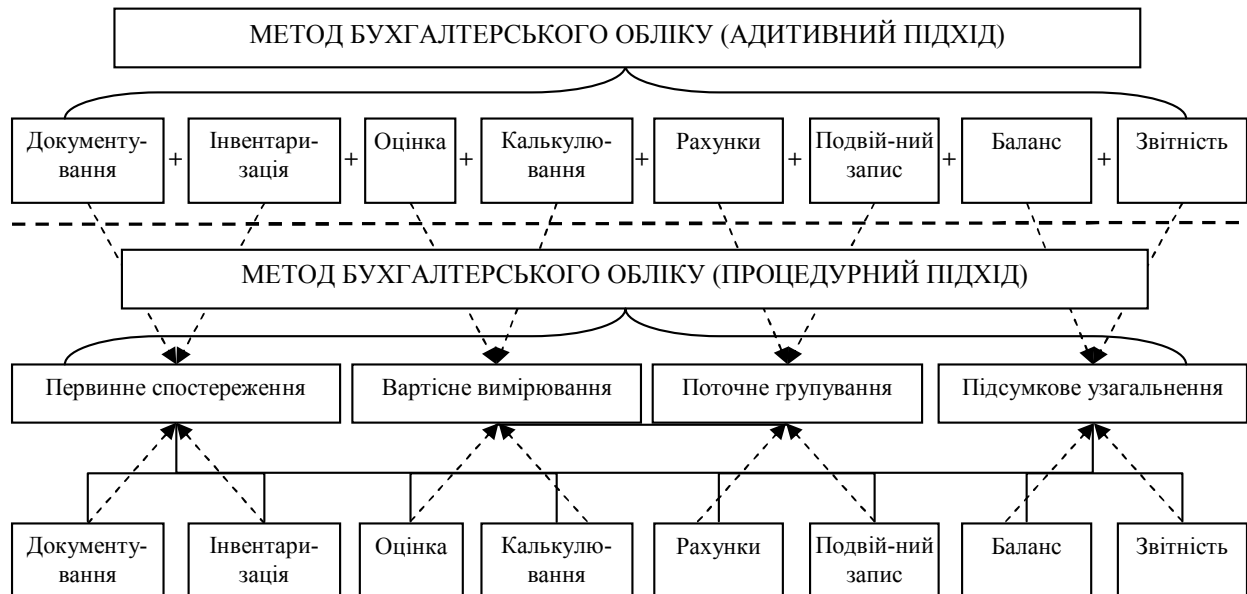 МЕТОД БУХГАЛТЕРСЬКОГО ОБЛІКУ (АДИТИВНИЙ ПІДХІД)
Документу-
вання
+
Інвентари-
зація
+
Оцінка
+
Калькулю-
вання
+
Рахунки
+
Подвій-ний
запис
+
Баланс
+
Звітність
МЕТОД БУХГАЛТЕРСЬКОГО ОБЛІКУ (ПРОЦЕДУРНИЙ ПІДХІД)
Первинне спостереження
Вартісне вимірювання
Поточне групування
Підсумкове узагальнення
Документу-
вання
Інвентари-
зація
Оцінка
Калькулю-
вання
Рахунки
Подвій-ний
запис
Баланс
Звітність